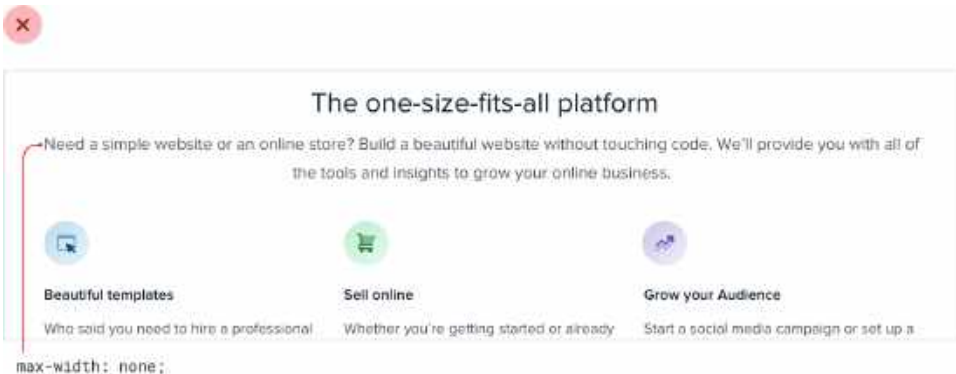 The one-size-fits-all platform
Need a simple website or an online store? Build a beautiful website without touching code. We'll provide you with all of
the tools and insights to grow your online business.
Beautiful templates
Sell online
Grow your Audience
Who said you need to hire a professional
Whether you're getting started or already
Start a social media campaign or set up a
max-width: none;